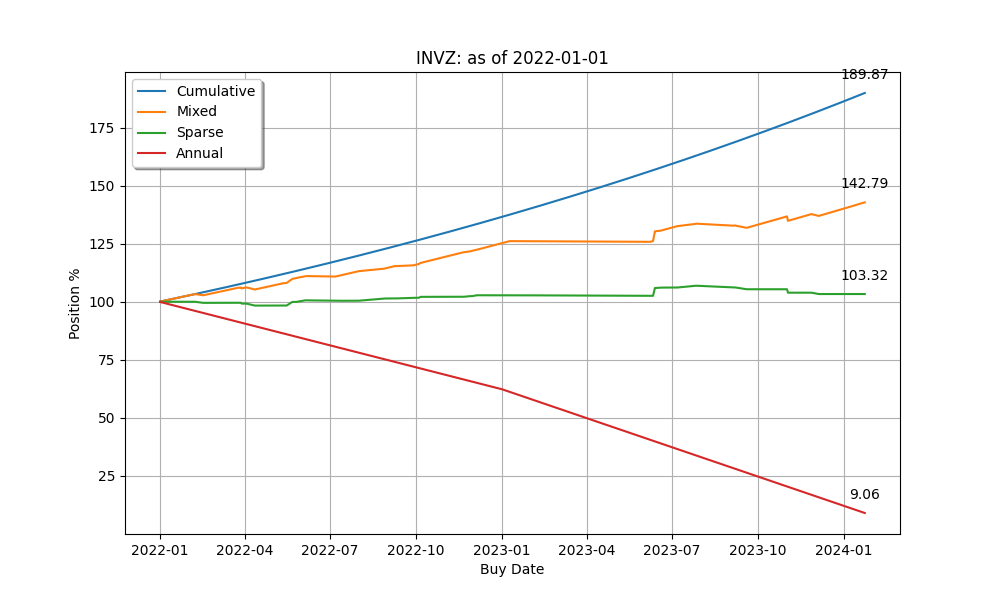 INVZ: as of 2022-01-01
189.87
Cumulative
Mixed
Sparse
Annual
175
150
142.79
125
103.32
100
75
50
25
9.06
Position %
2022-01 2022-04 2022-07 2022-10 2023-01 2023-04 2023-07 2023-10 2024-01
Buy Date